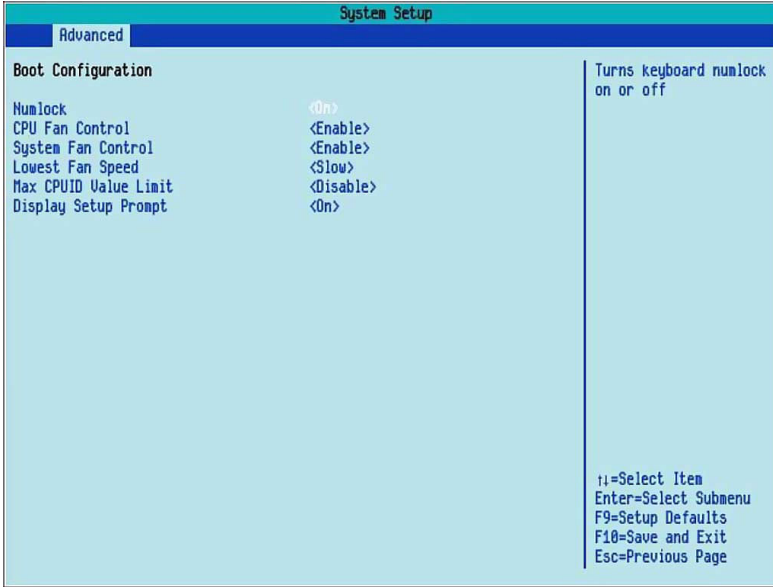 System Setup
Advanced
Boot Configuration
Numlock <On>
CPU Fan Control <Enable>
System Fan Control <Enable>
Lowest Fan Speed <Slow>
Max CPUID Value Limit <Disable>
Display Setup Prompt <On>
Turns keyboard numlock
on or off
↑↓=Select Item
Enter=Select Submenu
F9=Setup Defaults
F10=Save and Exit
Esc=Previous Page